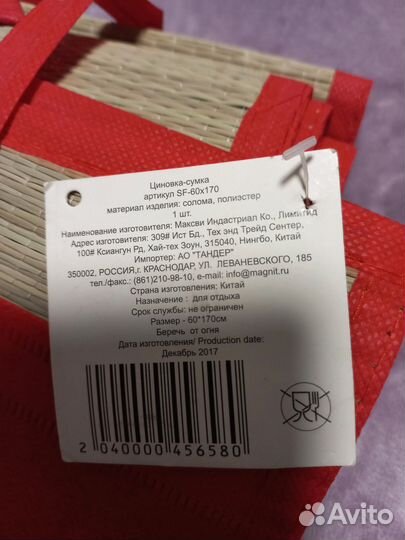 Циновка-сумка
артикул SF-60x170
материал изделия: солома, полиэстер
1 шт.
Наименование изготовителя: Максви Индастриал Ко., Лимитид
Адрес изготовителя: 309# Ист Бд., Тех энд Трейд Сентер,
100# Ксиангун Рд, Хай-тех Зоун, 315040, Нингбо, Китай
Импортер: АО "ТАНДЕР"
350002, РОССИЯ,г. КРАСНОДАР, УЛ. ЛЕВАНЕВСКОГО, 185
тел./факс.: (861)210-98-10, e-mail: info@magnit.ru
Страна изготовления: Китай
Назначение : для отдыха
Срок службы: не ограничен
Размер - 60*170см
Беречь от огня
Дата изготовления/ Production date:
Декабрь 2017
2 040000 456580
Avito